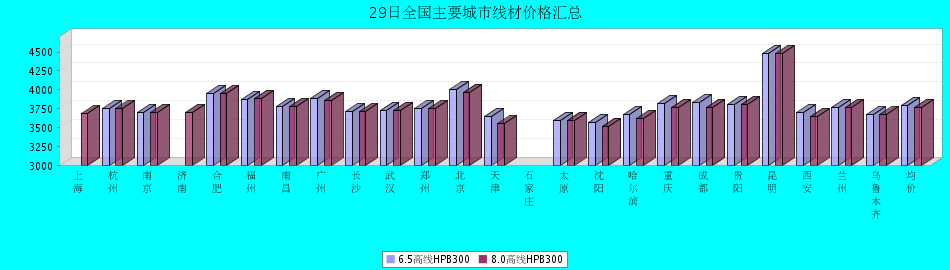 29日全国主要城市线材价格汇总
4500
4250
4000
3750
3500
3250
3000
上海
杭州
南京
济南
合肥
福州
南昌
广州
长沙
武汉
郑州
北京
天津
石家庄
太原
沈阳
哈尔滨
重庆
成都
贵阳
昆明
西安
兰州
乌鲁木齐
均价
6.5高线HPB300
8.0高线HPB300